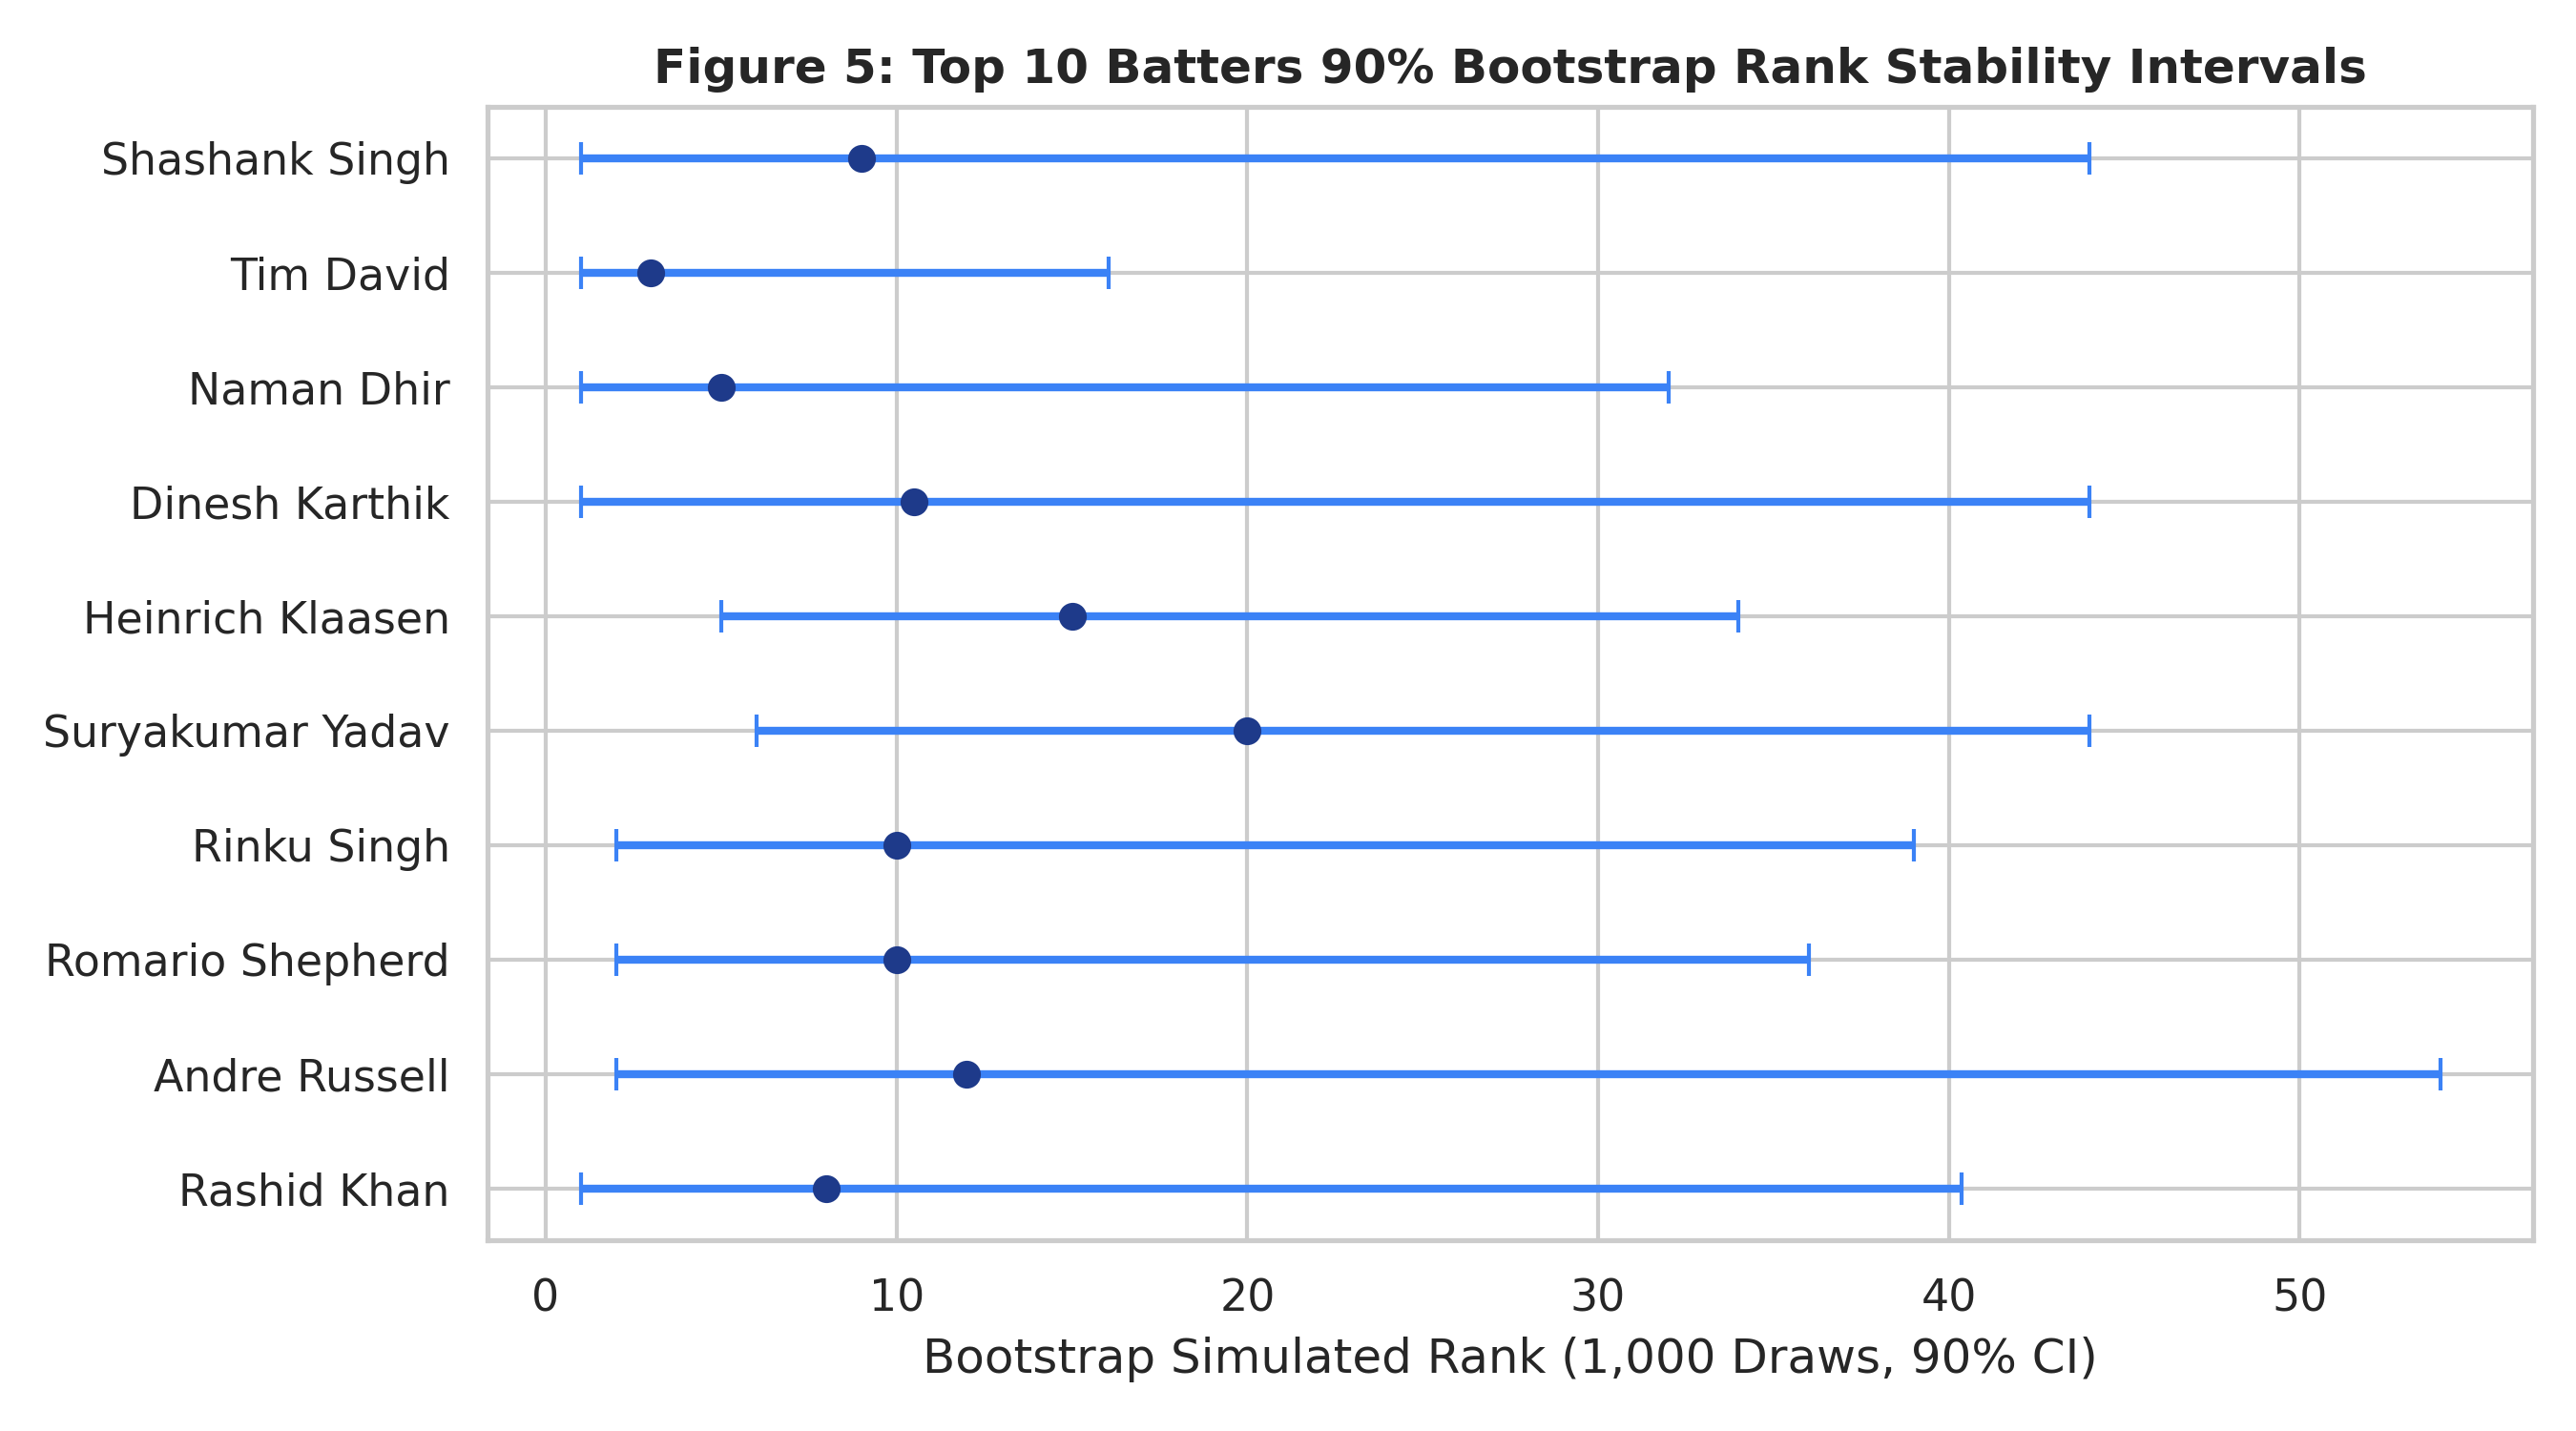 Figure 5: Top 10 Batters 90% Bootstrap Rank Stability Intervals
Shashank Singh
Tim David
Naman Dhir
Dinesh Karthik
Heinrich Klaasen
Suryakumar Yadav
Rinku Singh
Romario Shepherd
Andre Russell
Rashid Khan
0 10 20 30 40 50
Bootstrap Simulated Rank (1,000 Draws, 90% CI)